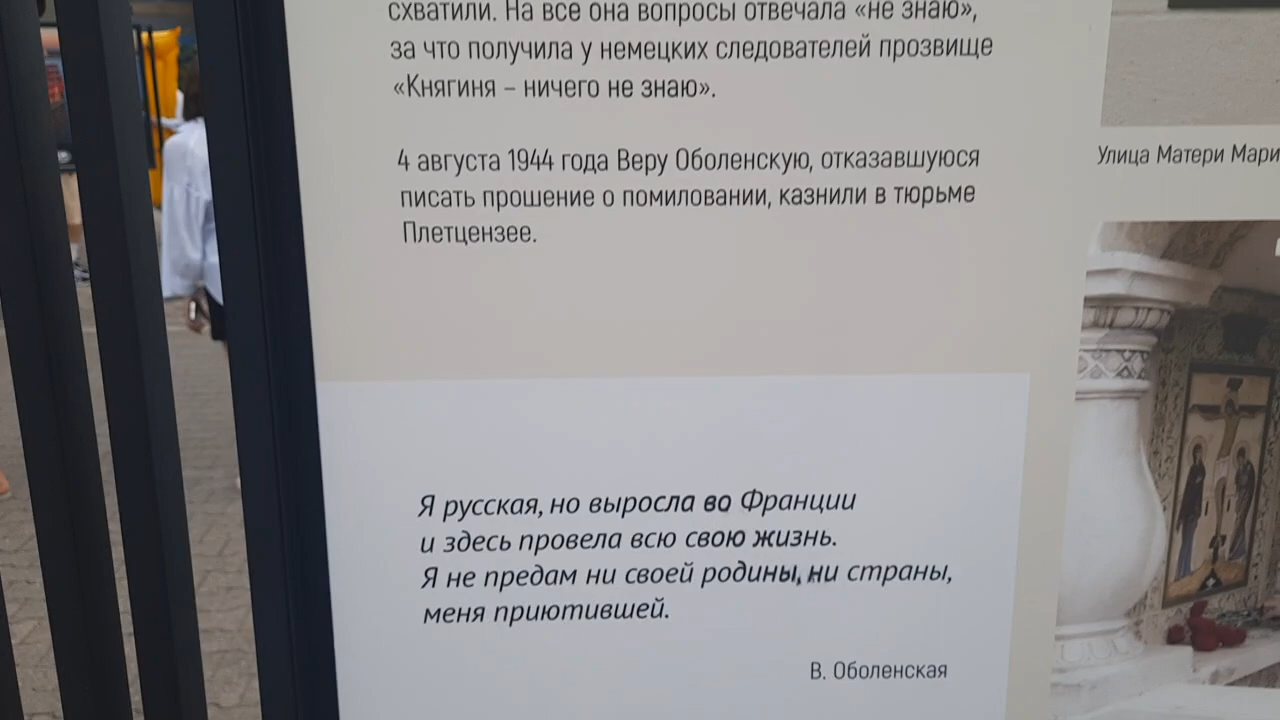 схватили. На все она вопросы отвечала «не знаю»,
за что получила у немецких следователей прозвище
«Княгиня – ничего не знаю».
4 августа 1944 года Веру Оболенскую, отказавшуюся
писать прошение о помиловании, казнили в тюрьме
Плетцензее.
Я русская, но выросла во Франции
и здесь провела всю свою жизнь.
Я не предам ни своей родины, ни страны,
меня приютившей.
В. Оболенская
Улица Матери Мари